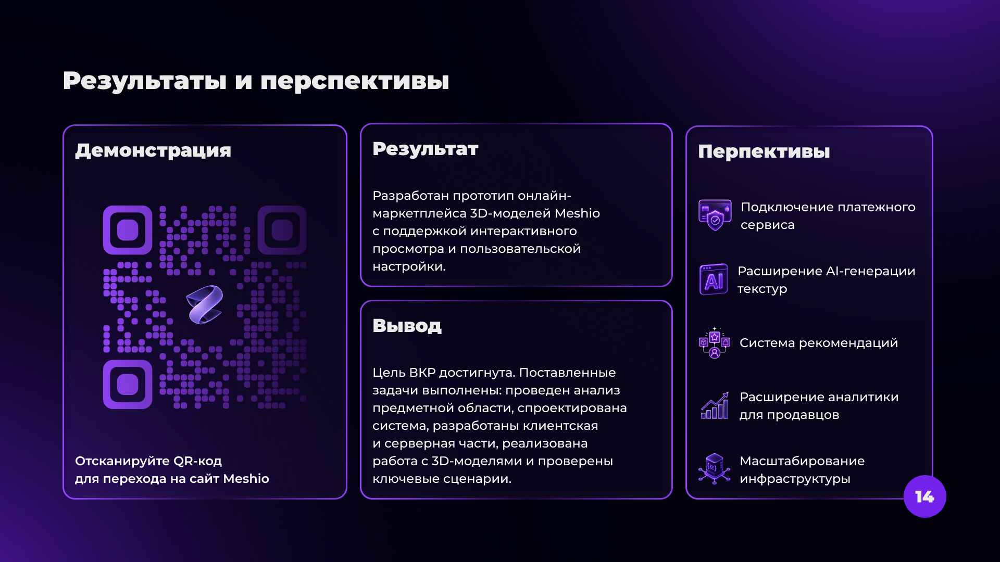 Результаты и перспективы
Демонстрация
Отсканируйте QR-код
для перехода на сайт Meshio
Результат
Разработан прототип онлайн-
маркетплейса 3D-моделей Meshio
с поддержкой интерактивного
просмотра и пользовательской
настройки.
Вывод
Цель ВКР достигнута. Поставленные
задачи выполнены: проведен анализ
предметной области, спроектирована
система, разработаны клиентская
и серверная части, реализована
работа с 3D-моделями и проверены
ключевые сценарии.
Перпективы
Подключение платежного
сервиса
AI
Расширение AI-генерации
текстур
Система рекомендаций
Расширение аналитики
для продавцов
Масштабирование
инфраструктуры
14